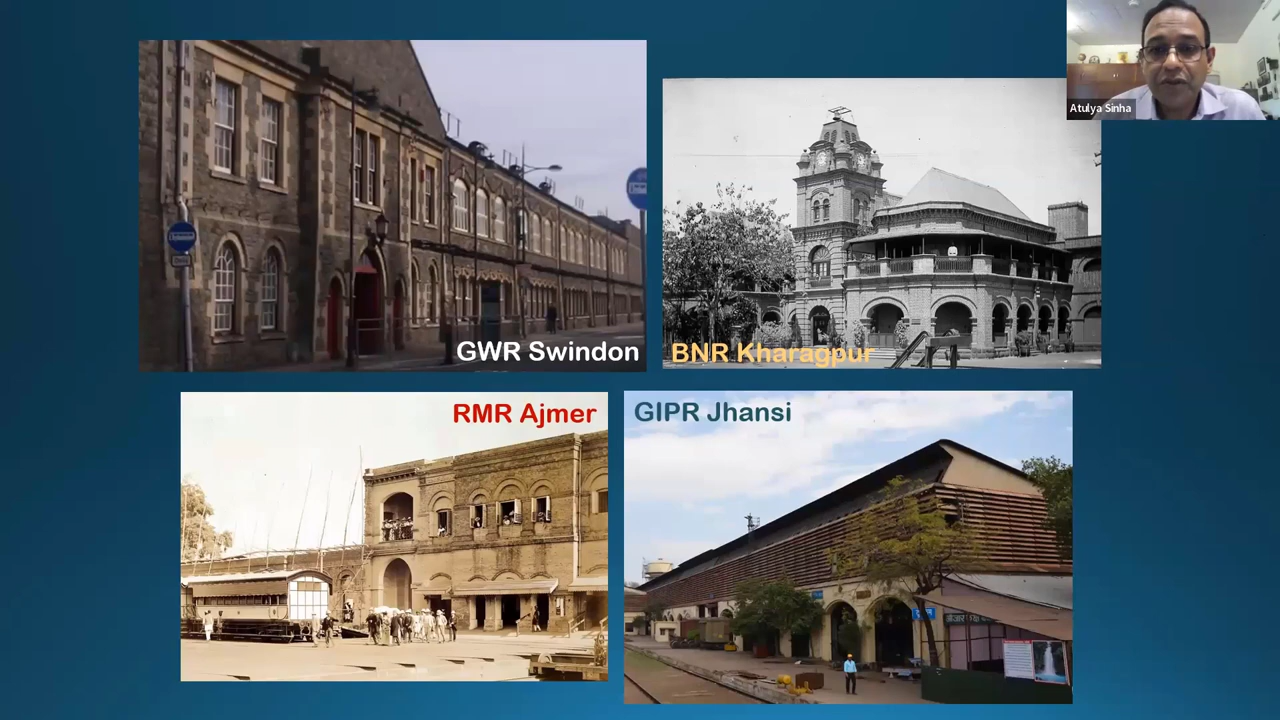 Atulya Sinha
GWR Swindon
BNR Kharagpur
RMR Ajmer
GIPR Jhansi